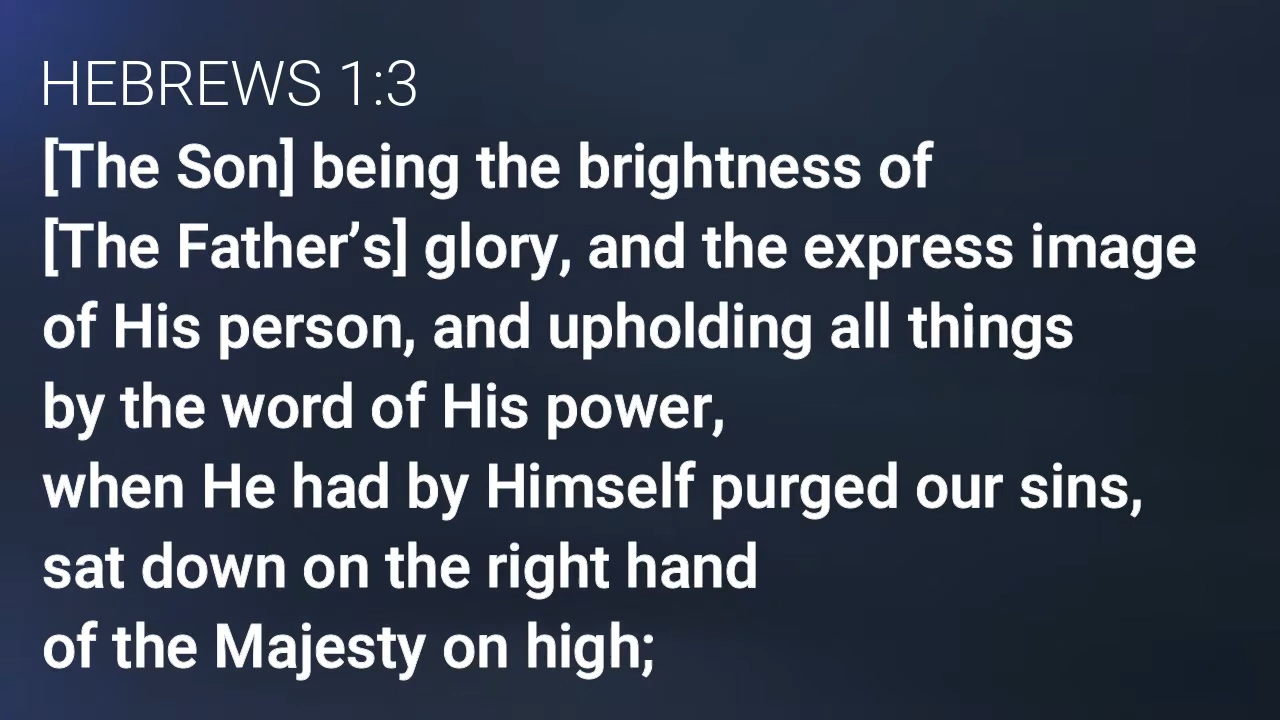 HEBREWS 1:3
[The Son] being the brightness of
[The Father’s] glory, and the express image
of His person, and upholding all things
by the word of His power,
when He had by Himself purged our sins,
sat down on the right hand
of the Majesty on high;